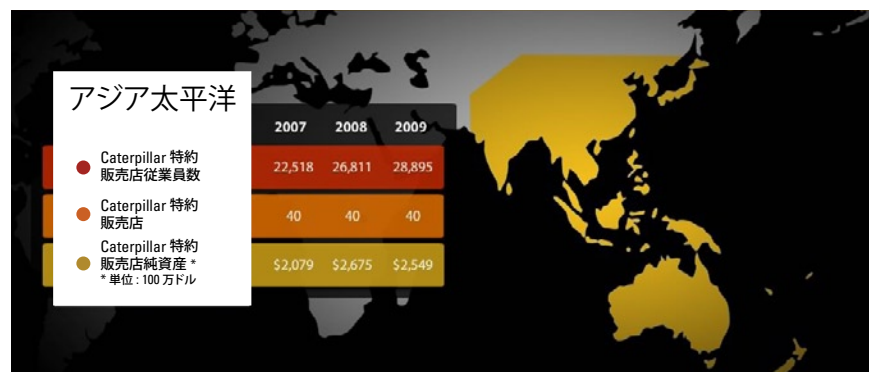 アジア太平洋
2007 2008 2009
Caterpillar 特約
販売店従業員数
22,518 26,811 28,895
Caterpillar 特約
販売店
40 40 40
Caterpillar 特約
販売店純資産 *
* 単位 : 100 万ドル
$2,079 $2,675 $2,549